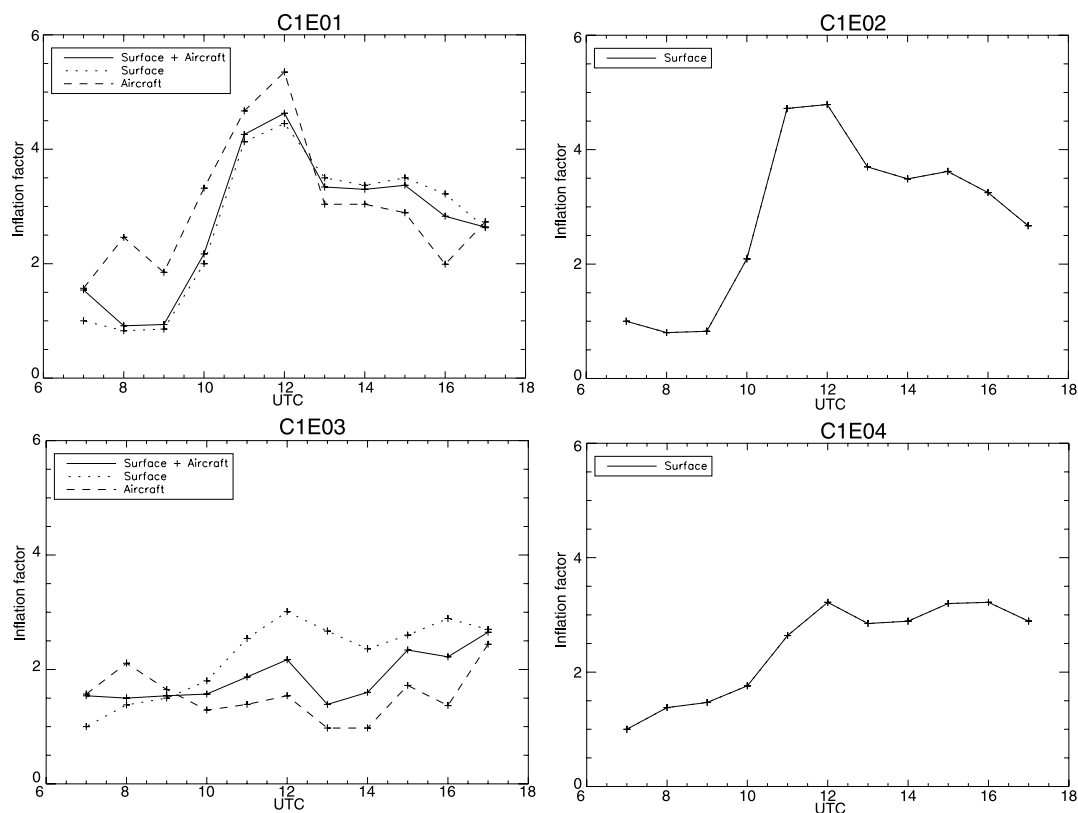 C1E01
6
4
2
0
Inflation factor
Surface + Aircraft
Surface
Aircraft
6 8 10 12 14 16 18
UTC
C1E02
6
4
2
0
Inflation factor
Surface
6 8 10 12 14 16 18
UTC
C1E03
6
4
2
0
Inflation factor
Surface + Aircraft
Surface
Aircraft
6 8 10 12 14 16 18
UTC
C1E04
6
4
2
0
Inflation factor
Surface
6 8 10 12 14 16 18
UTC